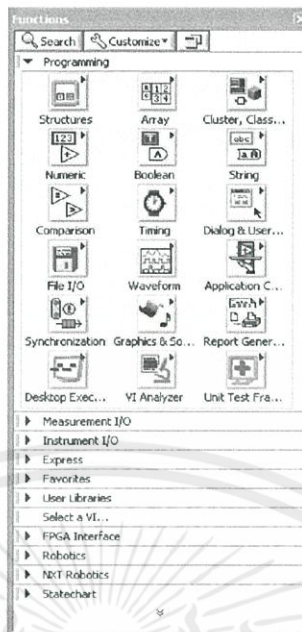 Functions
Search Customize
Programming
Structures Array Cluster, Class...
Numeric Boolean String
Comparison Timing Dialog & User...
File I/O Waveform Application C...
Synchronization Graphics & So... Report Gener...
Desktop Exec... VI Analyzer Unit Test Fra...
Measurement I/O
Instrument I/O
Express
Favorites
User Libraries
Select a VI...
FPGA Interface
Robotics
NXT Robotics
Statechart